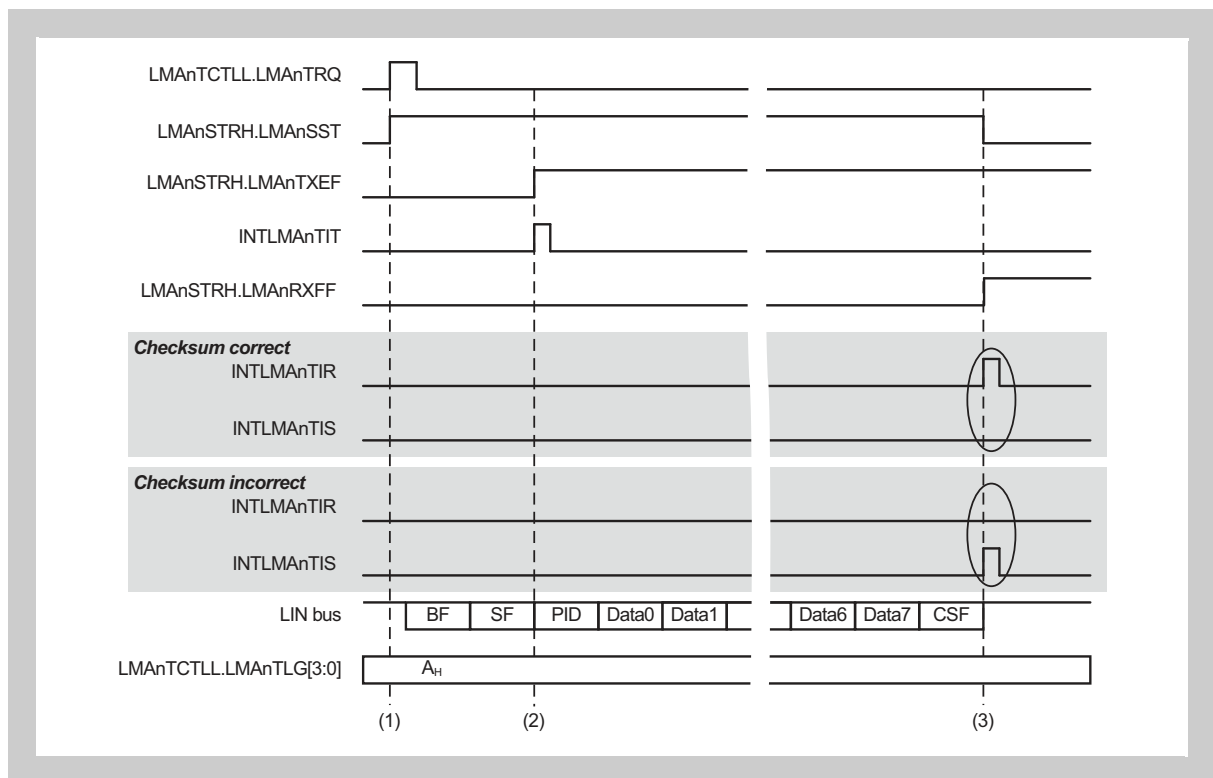 LMAnTCTLL.LMAnTRQ
LMAnSTRH.LMAnSST
LMAnSTRH.LMAnTXEF
INTLMAnTIT
LMAnSTRH.LMAnRXFF
Checksum correct
INTLMAnTIR
INTLMAnTIS
Checksum incorrect
INTLMAnTIR
INTLMAnTIS
LIN bus BF SF PID Data0 Data1 Data6 Data7 CSF
LMAnTCTLL.LMAnTLG[3:0] AH
(1) (2) (3)